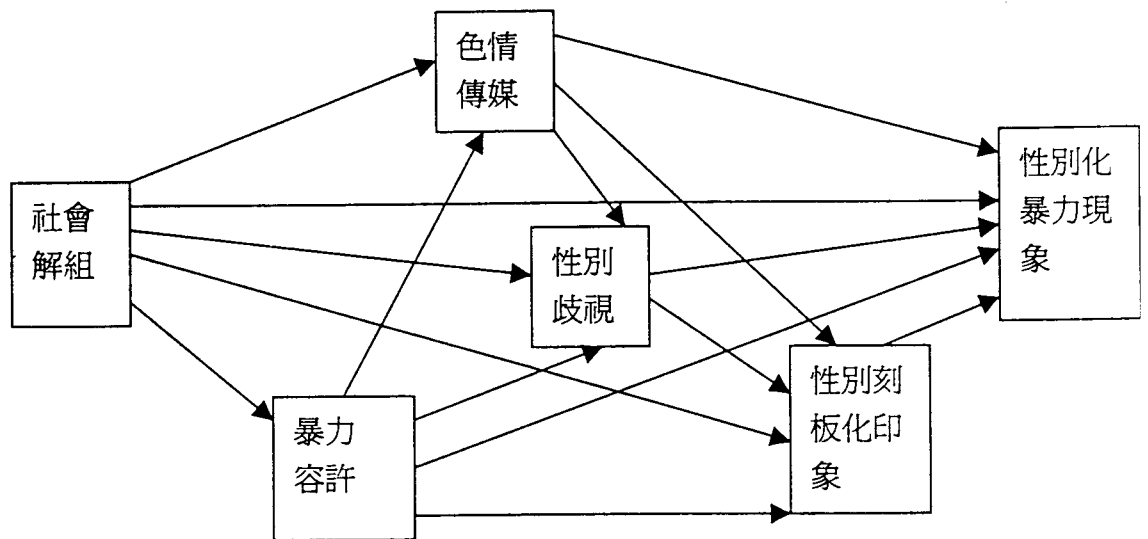 色情
傳媒
社會
解組
性別化
暴力現
象
性別
歧視
性別刻
板化印
象
暴力
容許